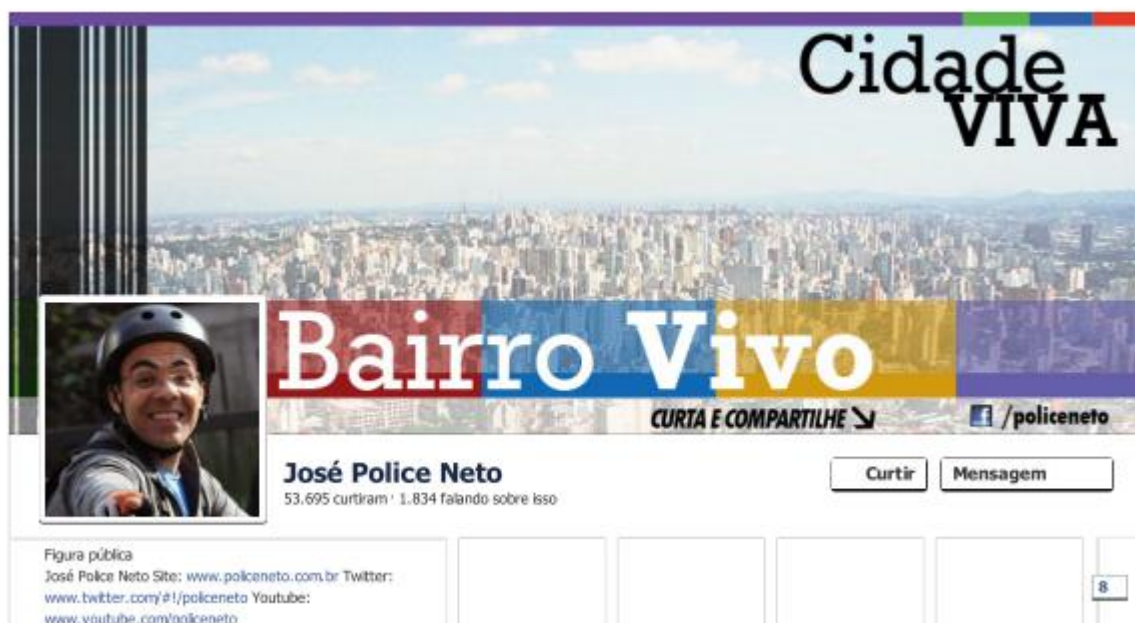 Cidade
VIVA
Bairro Vivo
CURTA E COMPARTILHE
/policeneto
José Police Neto
53.695 curtiram · 1.834 falando sobre isso
Curtir
Mensagem
Figura pública
José Police Neto Site: www.policeneto.com.br Twitter:
www.twitter.com/#!/policeneto Youtube:
www.youtube.com/policeneto
8